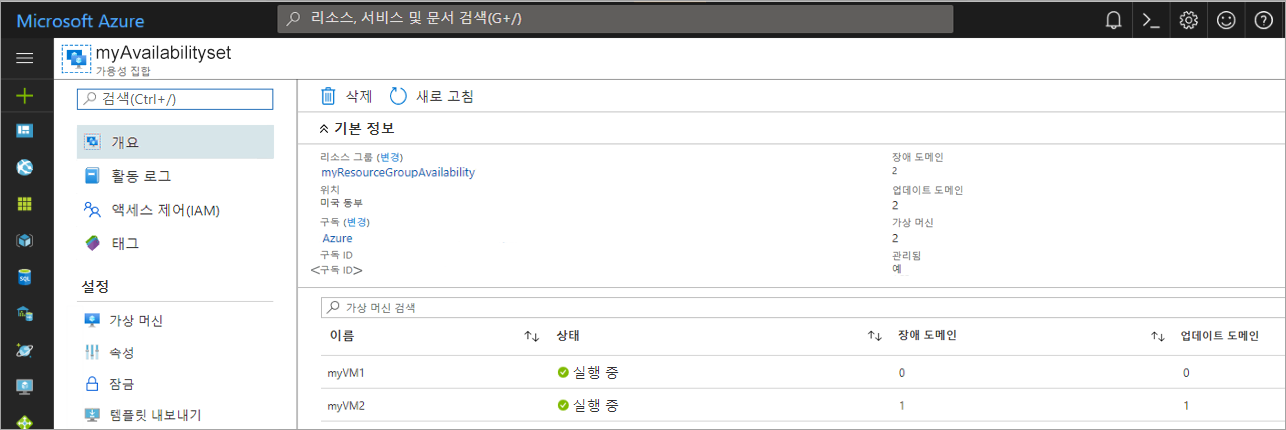 Microsoft Azure
리소스, 서비스 및 문서 검색(G+/)
myAvailabilityset
가용성 집합
검색(Ctrl+/)
개요
활동 로그
액세스 제어(IAM)
태그
설정
가상 머신
속성
잠금
템플릿 내보내기
삭제
새로 고침
기본 정보
리소스 그룹 (변경)
myResourceGroupAvailability
위치
미국 동부
구독 (변경)
Azure
구독 ID
<구독 ID>
장애 도메인
2
업데이트 도메인
2
가상 머신
2
관리됨
예
가상 머신 검색
이름 상태 장애 도메인 업데이트 도메인
myVM1 실행 중 0 0
myVM2 실행 중 1 1